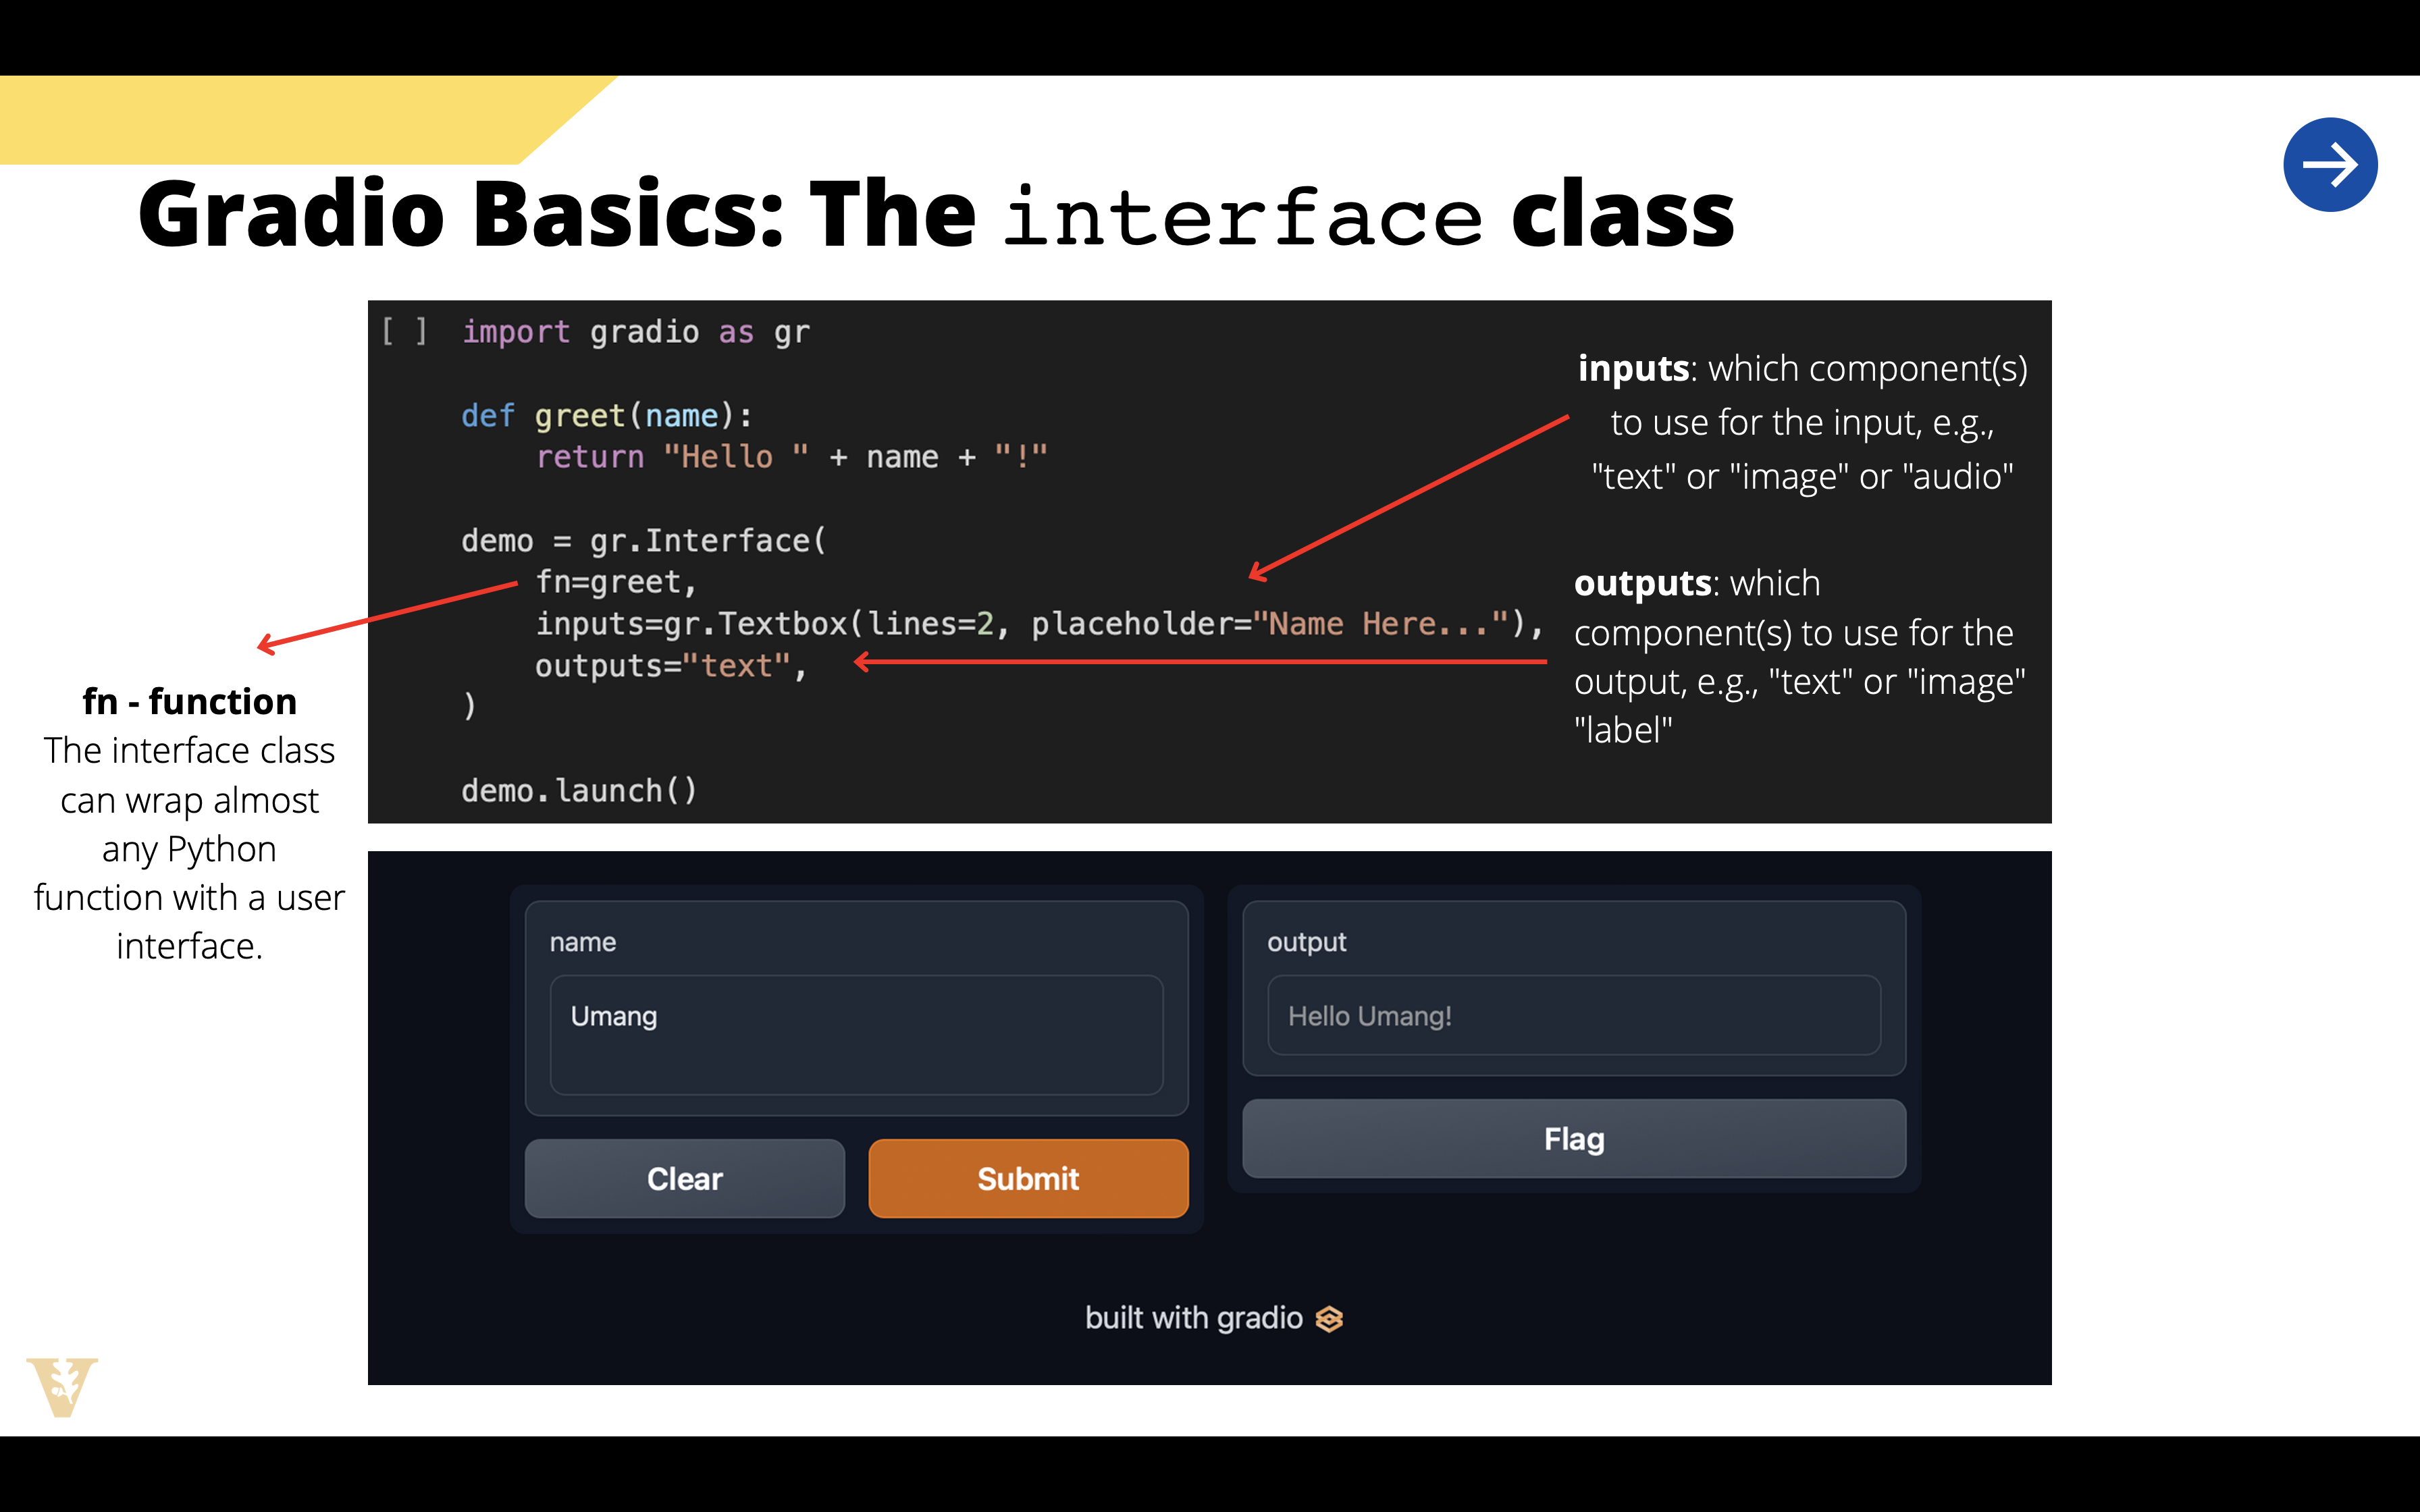 Gradio Basics: The interface class
[ ] import gradio as gr
def greet(name):
    return "Hello " + name + "!"
demo = gr.Interface(
    fn=greet,
    inputs=gr.Textbox(lines=2, placeholder="Name Here..."),
    outputs="text",
)
demo.launch()
inputs: which component(s)
to use for the input, e.g.,
"text" or "image" or "audio"
outputs: which
component(s) to use for the
output, e.g., "text" or "image"
"label"
fn - function
The interface class
can wrap almost
any Python
function with a user
interface.
name
Umang
Clear
Submit
output
Hello Umang!
Flag
built with gradio
V